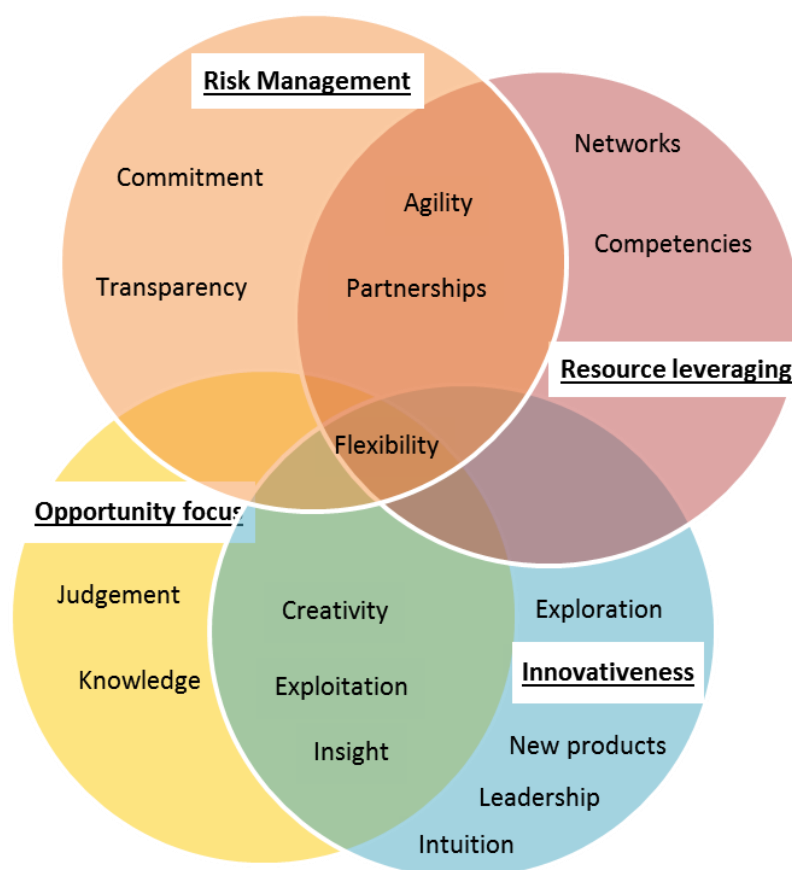 Risk Management
Networks
Commitment
Agility
Competencies
Transparency
Partnerships
Resource leveraging
Flexibility
Opportunity focus
Judgement
Creativity
Exploration
Knowledge
Exploitation
Innovativeness
Insight
New products
Leadership
Intuition